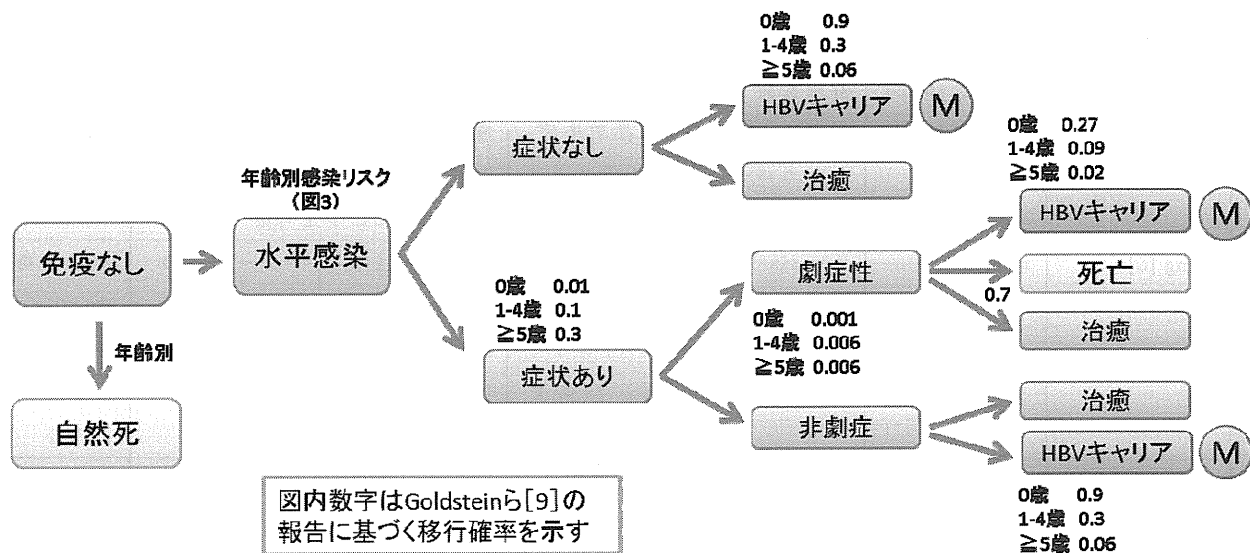 免疫なし
年齢別
自然死
年齢別感染リスク
（図3）
水平感染
症状なし
0歳 0.01
1-4歳 0.1
≧5歳 0.3
症状あり
0歳 0.9
1-4歳 0.3
≧5歳 0.06
HBVキャリア M
治癒
劇症性
0歳 0.001
1-4歳 0.006
≧5歳 0.006
非劇症
0歳 0.27
1-4歳 0.09
≧5歳 0.02
HBVキャリア M
死亡
0.7
治癒
治癒
HBVキャリア M
0歳 0.9
1-4歳 0.3
≧5歳 0.06
図内数字はGoldsteinら[9]の
報告に基づく移行確率を示す